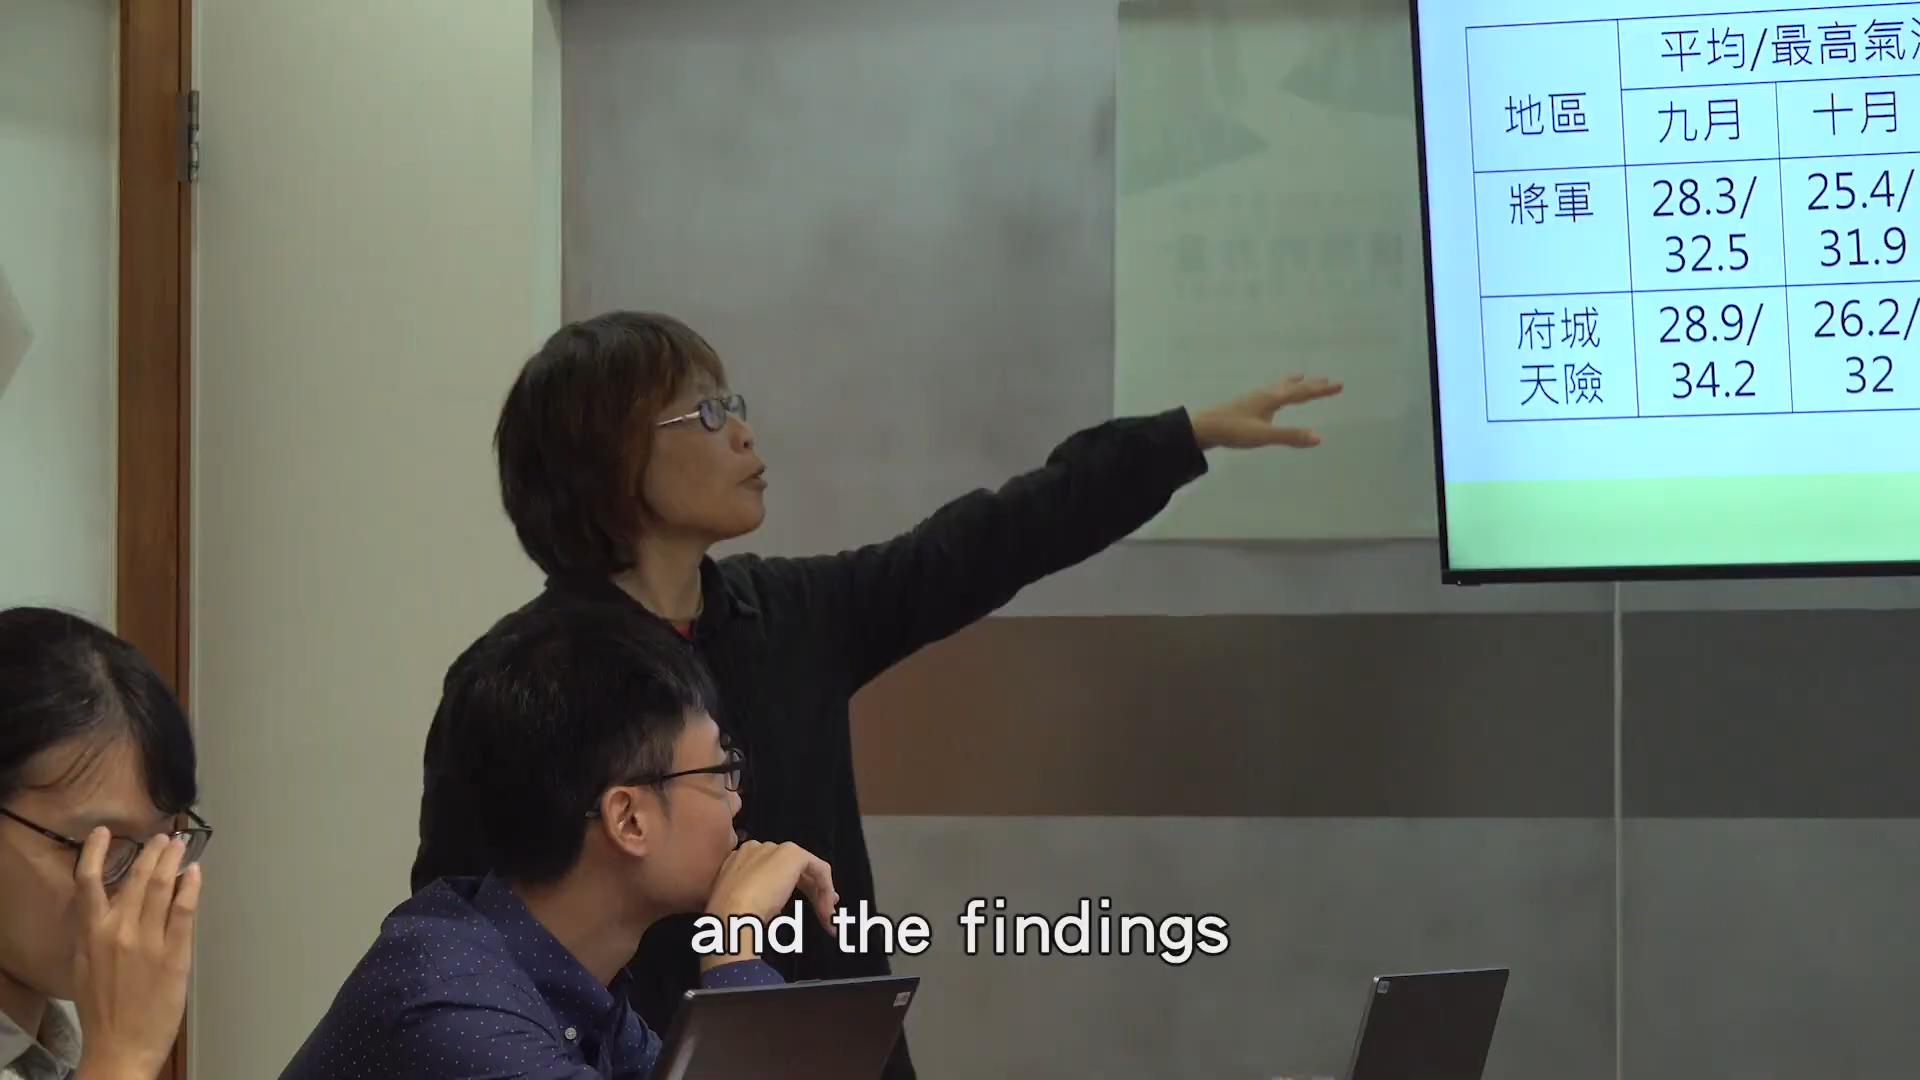 平均/最高氣
地區
九月
十月
將軍
28.3/
32.5
25.4/
31.9
府城
天險
28.9/
34.2
26.2/
32
and the findings